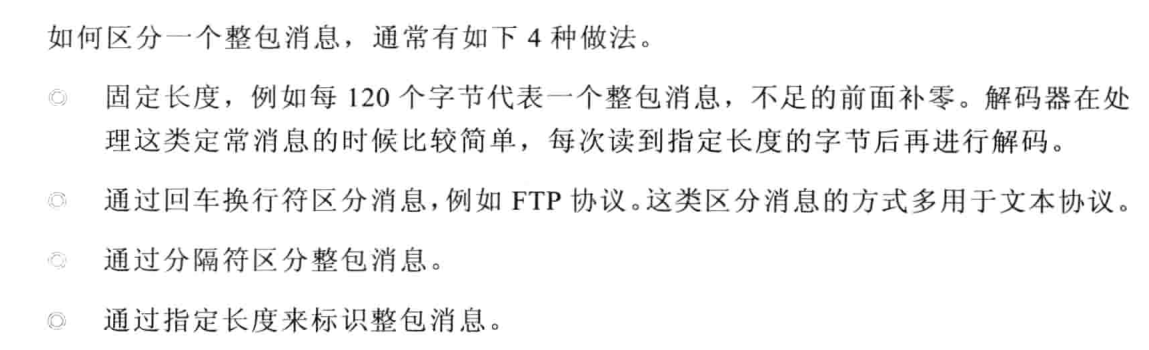 如何区分一个整包消息，通常有如下 4 种做法。
固定长度，例如每 120 个字节代表一个整包消息，不足的前面补零。解码器在处
理这类定常消息的时候比较简单，每次读到指定长度的字节后再进行解码。
通过回车换行符区分消息，例如 FTP 协议。这类区分消息的方式多用于文本协议。
通过分隔符区分整包消息。
通过指定长度来标识整包消息。